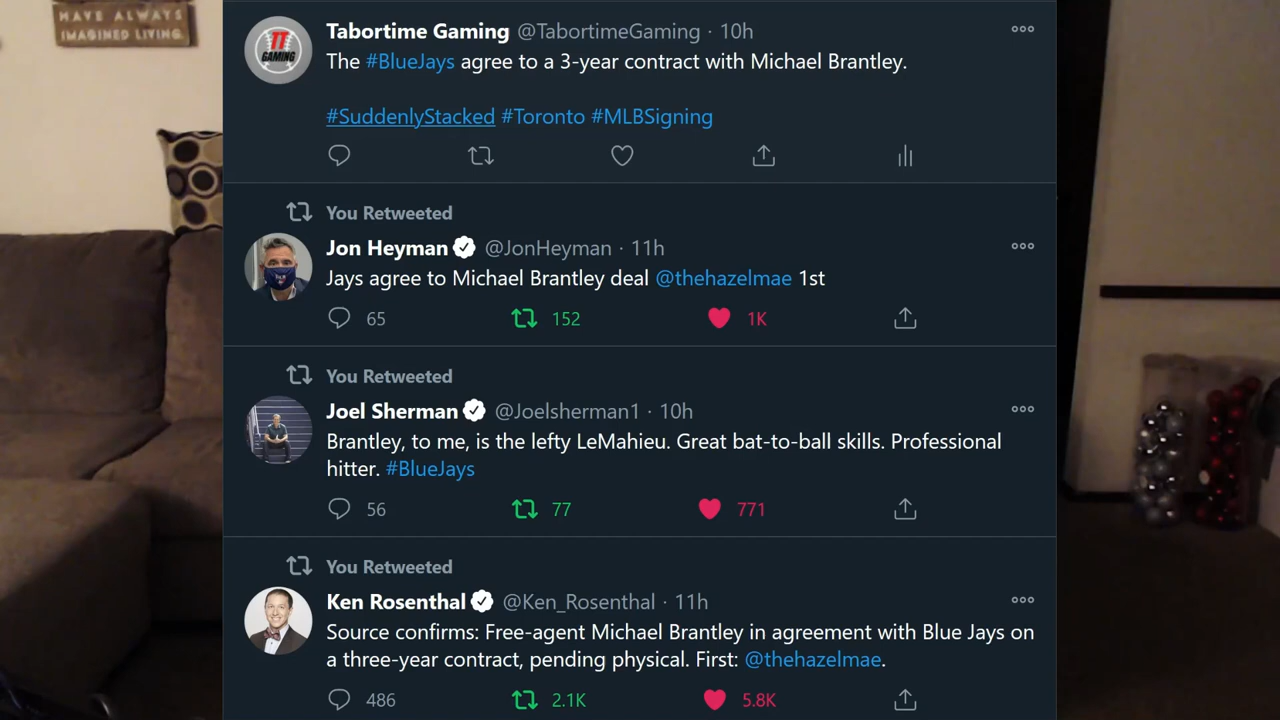 HAVE ALWAYS
IMAGINED LIVING.
TT
GAMING
Tabortime Gaming @TabortimeGaming · 10h
The #BlueJays agree to a 3-year contract with Michael Brantley.
#SuddenlyStacked #Toronto #MLBSigning
You Retweeted
Jon Heyman @JonHeyman · 11h
Jays agree to Michael Brantley deal @thehazelmae 1st
65 152 1K
You Retweeted
Joel Sherman @Joelsherman1 · 10h
Brantley, to me, is the lefty LeMahieu. Great bat-to-ball skills. Professional
hitter. #BlueJays
56 77 771
You Retweeted
Ken Rosenthal @Ken_Rosenthal · 11h
Source confirms: Free-agent Michael Brantley in agreement with Blue Jays on
a three-year contract, pending physical. First: @thehazelmae.
486 2.1K 5.8K